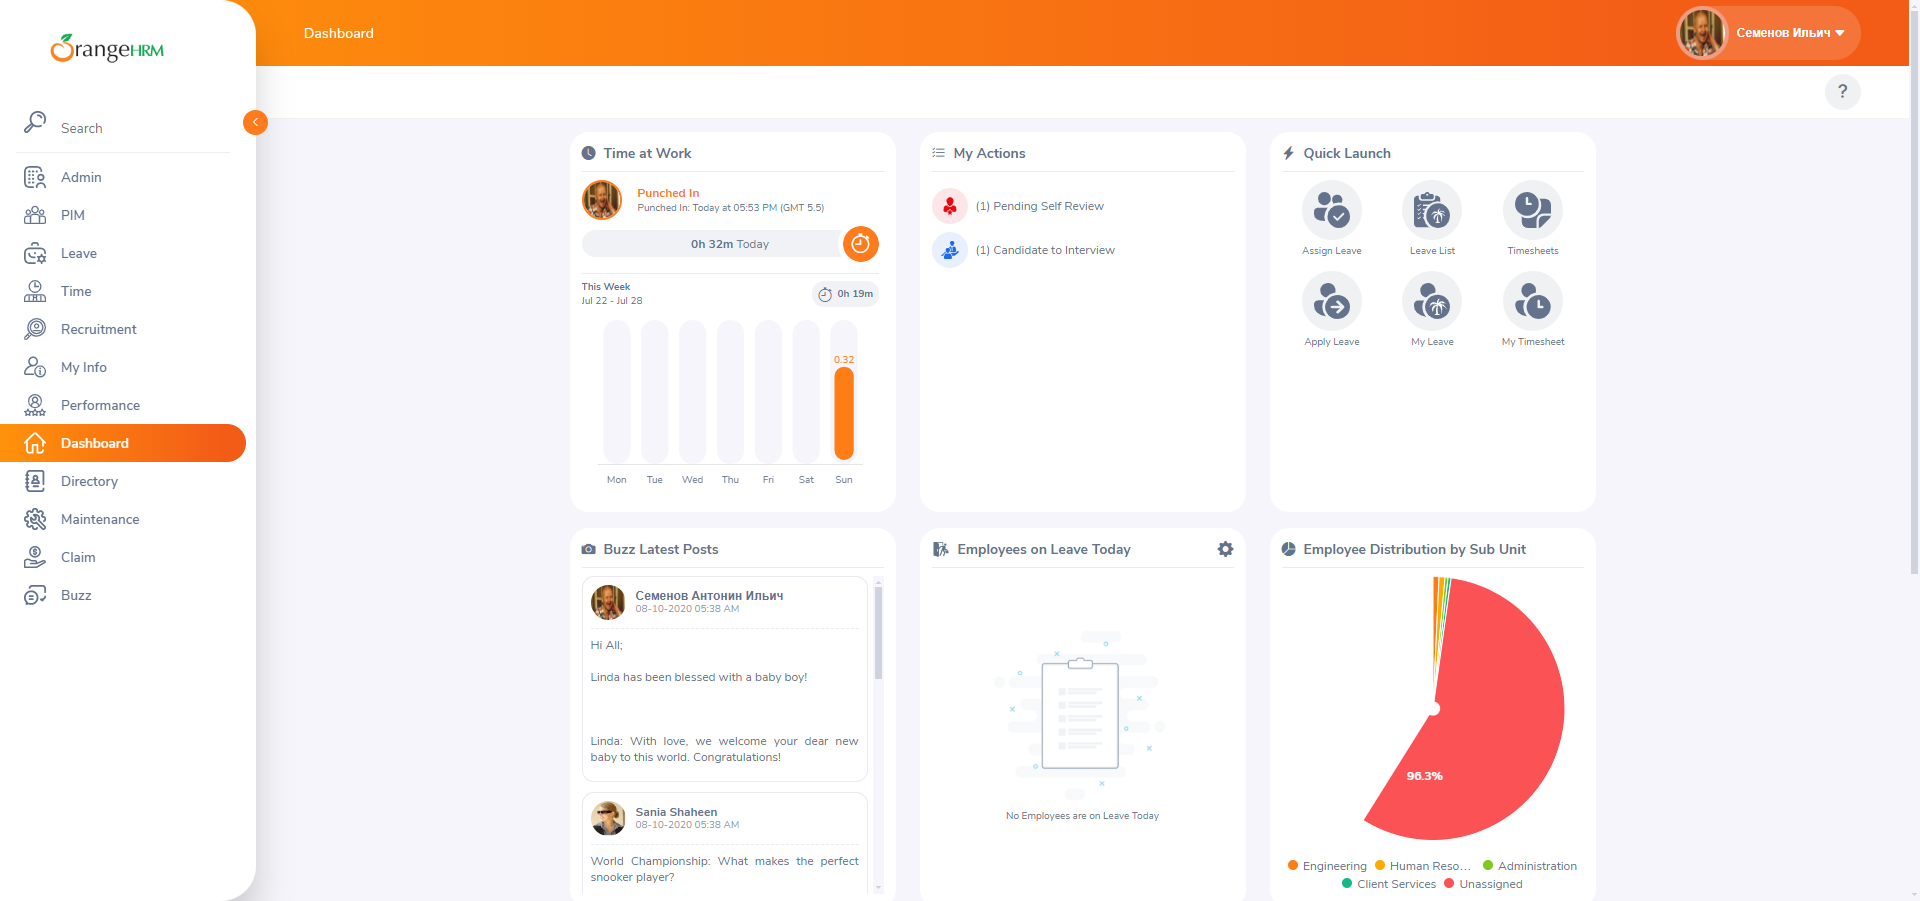 OrangeHRM
Dashboard
Семенов Ильич
?
Search
Admin
PIM
Leave
Time
Recruitment
My Info
Performance
Dashboard
Directory
Maintenance
Claim
Buzz
Time at Work
Punched In
Punched In: Today at 05:53 PM (GMT 5.5)
0h 32m Today
This Week
Jul 22 - Jul 28
0h 19m
0.32
Mon Tue Wed Thu Fri Sat Sun
My Actions
(1) Pending Self Review
(1) Candidate to Interview
Quick Launch
Assign Leave
Leave List
Timesheets
Apply Leave
My Leave
My Timesheet
Buzz Latest Posts
Семенов Антонин Ильич
08-10-2020 05:38 AM
Hi All;
Linda has been blessed with a baby boy!
Linda: With love, we welcome your dear new
baby to this world. Congratulations!
Sania Shaheen
08-10-2020 05:38 AM
World Championship: What makes the perfect
snooker player?
Employees on Leave Today
No Employees are on Leave Today
Employee Distribution by Sub Unit
96.3%
Engineering Human Reso... Administration
Client Services Unassigned